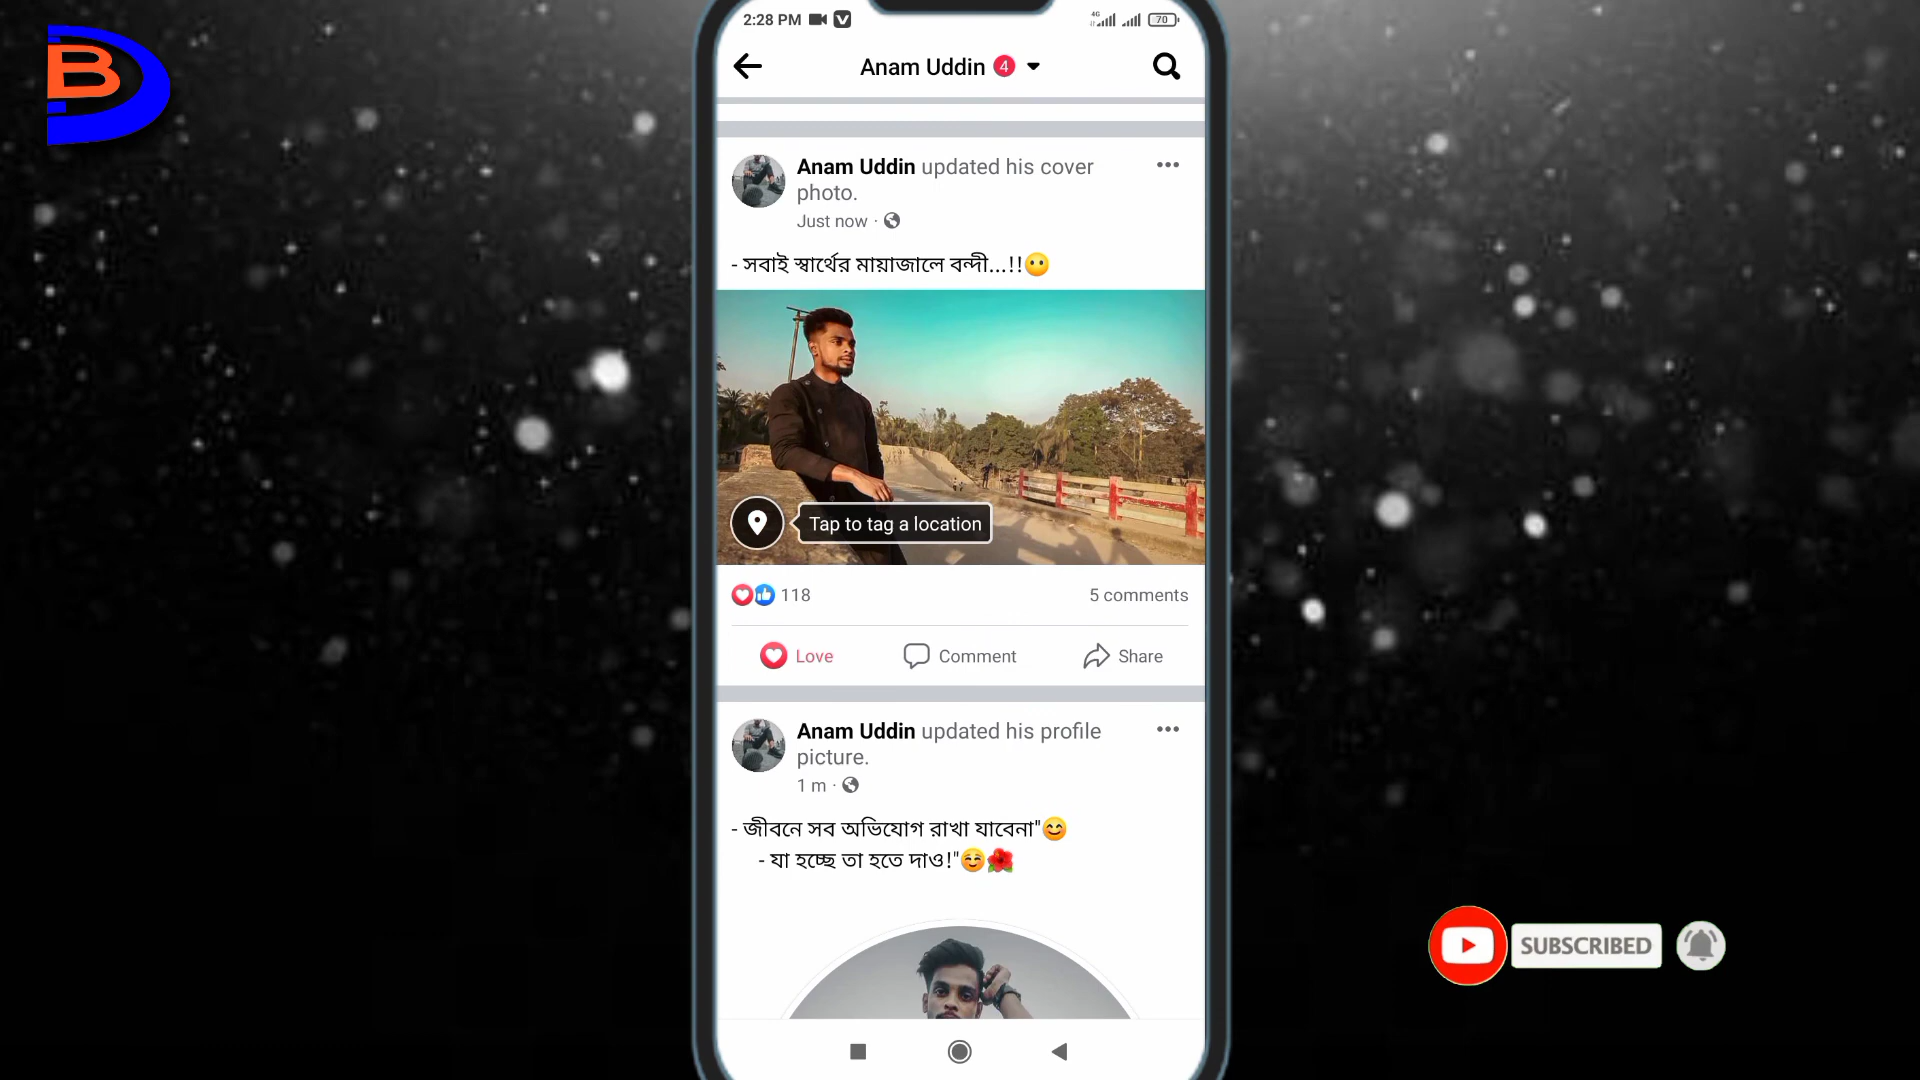 B
2:28 PM
4G
70
Anam Uddin 4
Anam Uddin updated his cover
photo.
Just now ·
- সবাই স্বার্থের মায়াজালে বন্দী...!!😶
Tap to tag a location
118
5 comments
Love
Comment
Share
Anam Uddin updated his profile
picture.
1 m ·
- জীবনে সব অভিযোগ রাখা যাবেনা"😊
- যা হচ্ছে তা হতে দাও!"☺️🌺
SUBSCRIBED